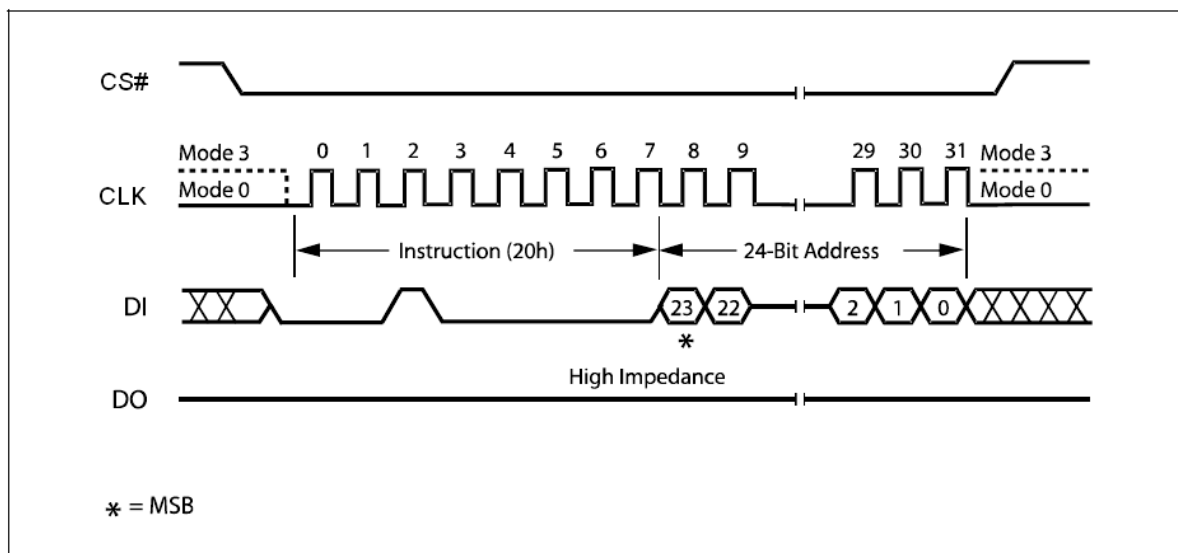 CS#
0 1 2 3 4 5 6 7 8 9 29 30 31
Mode 3 Mode 3
CLK Mode 0 Mode 0
Instruction (20h) 24-Bit Address
DI 23 22 2 1 0
*
High Impedance
DO
* = MSB